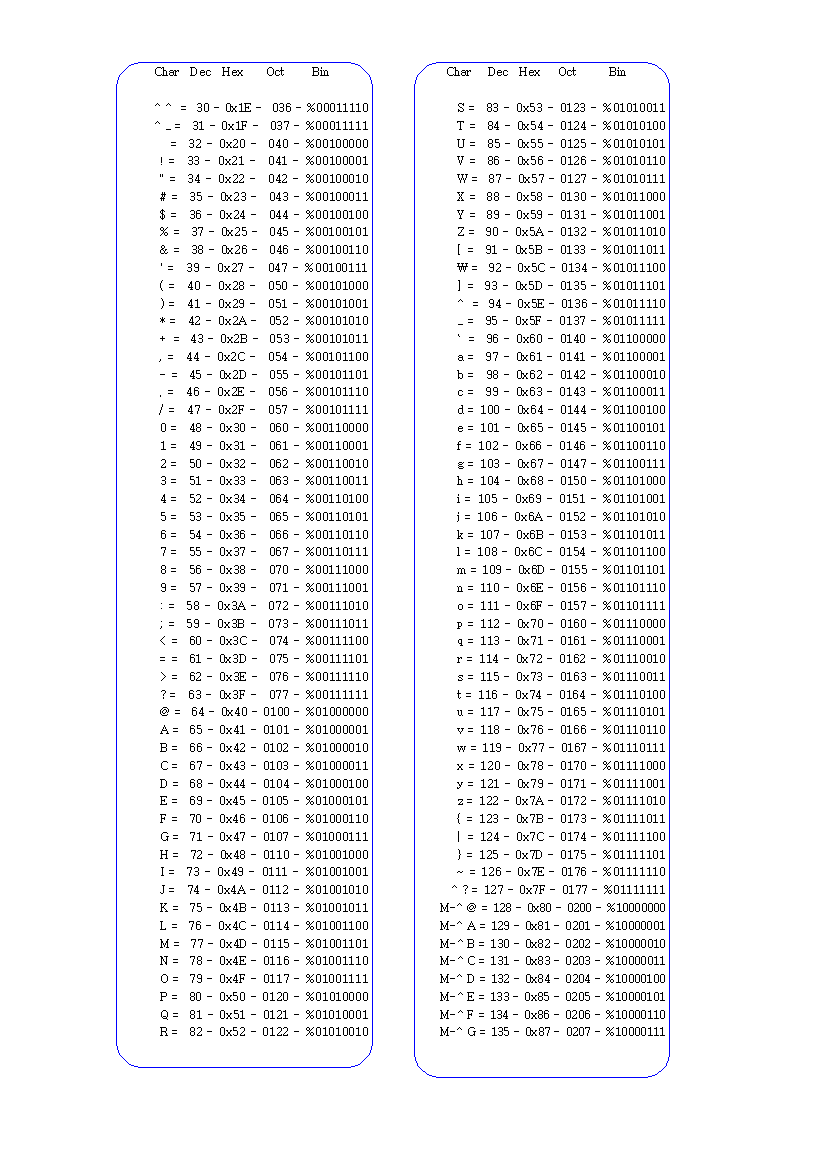 Char Dec Hex Oct Bin
^ ^ = 30 - 0x1E - 036 - %00011110
^ _ = 31 - 0x1F - 037 - %00011111
= 32 - 0x20 - 040 - %00100000
! = 33 - 0x21 - 041 - %00100001
" = 34 - 0x22 - 042 - %00100010
# = 35 - 0x23 - 043 - %00100011
$ = 36 - 0x24 - 044 - %00100100
% = 37 - 0x25 - 045 - %00100101
& = 38 - 0x26 - 046 - %00100110
' = 39 - 0x27 - 047 - %00100111
( = 40 - 0x28 - 050 - %00101000
) = 41 - 0x29 - 051 - %00101001
* = 42 - 0x2A - 052 - %00101010
+ = 43 - 0x2B - 053 - %00101011
, = 44 - 0x2C - 054 - %00101100
- = 45 - 0x2D - 055 - %00101101
. = 46 - 0x2E - 056 - %00101110
/ = 47 - 0x2F - 057 - %00101111
0 = 48 - 0x30 - 060 - %00110000
1 = 49 - 0x31 - 061 - %00110001
2 = 50 - 0x32 - 062 - %00110010
3 = 51 - 0x33 - 063 - %00110011
4 = 52 - 0x34 - 064 - %00110100
5 = 53 - 0x35 - 065 - %00110101
6 = 54 - 0x36 - 066 - %00110110
7 = 55 - 0x37 - 067 - %00110111
8 = 56 - 0x38 - 070 - %00111000
9 = 57 - 0x39 - 071 - %00111001
: = 58 - 0x3A - 072 - %00111010
; = 59 - 0x3B - 073 - %00111011
< = 60 - 0x3C - 074 - %00111100
= = 61 - 0x3D - 075 - %00111101
> = 62 - 0x3E - 076 - %00111110
? = 63 - 0x3F - 077 - %00111111
@ = 64 - 0x40 - 0100 - %01000000
A = 65 - 0x41 - 0101 - %01000001
B = 66 - 0x42 - 0102 - %01000010
C = 67 - 0x43 - 0103 - %01000011
D = 68 - 0x44 - 0104 - %01000100
E = 69 - 0x45 - 0105 - %01000101
F = 70 - 0x46 - 0106 - %01000110
G = 71 - 0x47 - 0107 - %01000111
H = 72 - 0x48 - 0110 - %01001000
I = 73 - 0x49 - 0111 - %01001001
J = 74 - 0x4A - 0112 - %01001010
K = 75 - 0x4B - 0113 - %01001011
L = 76 - 0x4C - 0114 - %01001100
M = 77 - 0x4D - 0115 - %01001101
N = 78 - 0x4E - 0116 - %01001110
O = 79 - 0x4F - 0117 - %01001111
P = 80 - 0x50 - 0120 - %01010000
Q = 81 - 0x51 - 0121 - %01010001
R = 82 - 0x52 - 0122 - %01010010
Char Dec Hex Oct Bin
S = 83 - 0x53 - 0123 - %01010011
T = 84 - 0x54 - 0124 - %01010100
U = 85 - 0x55 - 0125 - %01010101
V = 86 - 0x56 - 0126 - %01010110
W = 87 - 0x57 - 0127 - %01010111
X = 88 - 0x58 - 0130 - %01011000
Y = 89 - 0x59 - 0131 - %01011001
Z = 90 - 0x5A - 0132 - %01011010
[ = 91 - 0x5B - 0133 - %01011011
₩ = 92 - 0x5C - 0134 - %01011100
] = 93 - 0x5D - 0135 - %01011101
^ = 94 - 0x5E - 0136 - %01011110
_ = 95 - 0x5F - 0137 - %01011111
` = 96 - 0x60 - 0140 - %01100000
a = 97 - 0x61 - 0141 - %01100001
b = 98 - 0x62 - 0142 - %01100010
c = 99 - 0x63 - 0143 - %01100011
d = 100 - 0x64 - 0144 - %01100100
e = 101 - 0x65 - 0145 - %01100101
f = 102 - 0x66 - 0146 - %01100110
g = 103 - 0x67 - 0147 - %01100111
h = 104 - 0x68 - 0150 - %01101000
i = 105 - 0x69 - 0151 - %01101001
j = 106 - 0x6A - 0152 - %01101010
k = 107 - 0x6B - 0153 - %01101011
l = 108 - 0x6C - 0154 - %01101100
m = 109 - 0x6D - 0155 - %01101101
n = 110 - 0x6E - 0156 - %01101110
o = 111 - 0x6F - 0157 - %01101111
p = 112 - 0x70 - 0160 - %01110000
q = 113 - 0x71 - 0161 - %01110001
r = 114 - 0x72 - 0162 - %01110010
s = 115 - 0x73 - 0163 - %01110011
t = 116 - 0x74 - 0164 - %01110100
u = 117 - 0x75 - 0165 - %01110101
v = 118 - 0x76 - 0166 - %01110110
w = 119 - 0x77 - 0167 - %01110111
x = 120 - 0x78 - 0170 - %01111000
y = 121 - 0x79 - 0171 - %01111001
z = 122 - 0x7A - 0172 - %01111010
{ = 123 - 0x7B - 0173 - %01111011
| = 124 - 0x7C - 0174 - %01111100
} = 125 - 0x7D - 0175 - %01111101
~ = 126 - 0x7E - 0176 - %01111110
^ ? = 127 - 0x7F - 0177 - %01111111
M-^ @ = 128 - 0x80 - 0200 - %10000000
M-^ A = 129 - 0x81 - 0201 - %10000001
M-^ B = 130 - 0x82 - 0202 - %10000010
M-^ C = 131 - 0x83 - 0203 - %10000011
M-^ D = 132 - 0x84 - 0204 - %10000100
M-^ E = 133 - 0x85 - 0205 - %10000101
M-^ F = 134 - 0x86 - 0206 - %10000110
M-^ G = 135 - 0x87 - 0207 - %10000111